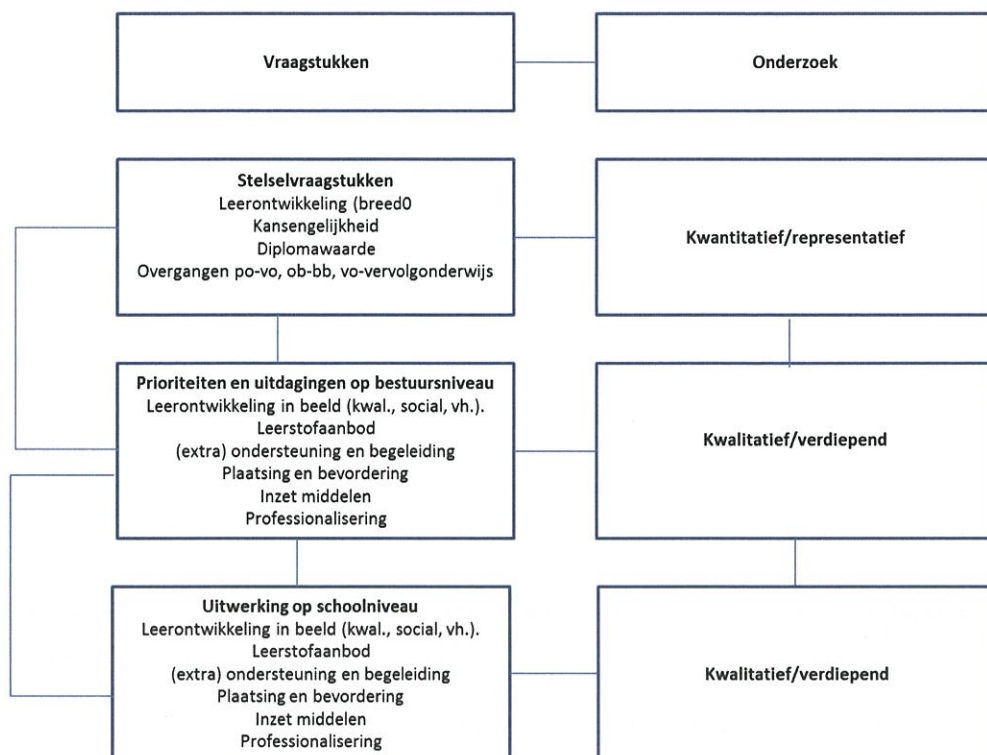 Vraagstukken
Onderzoek
Stelselvraagstukken
Leerontwikkeling (breed0
Kansengelijkheid
Diplomawaarde
Overgangen po-vo, ob-bb, vo-vervolgonderwijs
Kwantitatief/representatief
Prioriteiten en uitdagingen op bestuursniveau
Leerontwikkeling in beeld (kwal., social, vh.).
Leerstofaanbod
(extra) ondersteuning en begeleiding
Plaatsing en bevordering
Inzet middelen
Professionalisering
Kwalitatief/verdiepend
Uitwerking op schoolniveau
Leerontwikkeling in beeld (kwal., social, vh.).
Leerstofaanbod
(extra) ondersteuning en begeleiding
Plaatsing en bevordering
Inzet middelen
Professionalisering
Kwalitatief/verdiepend